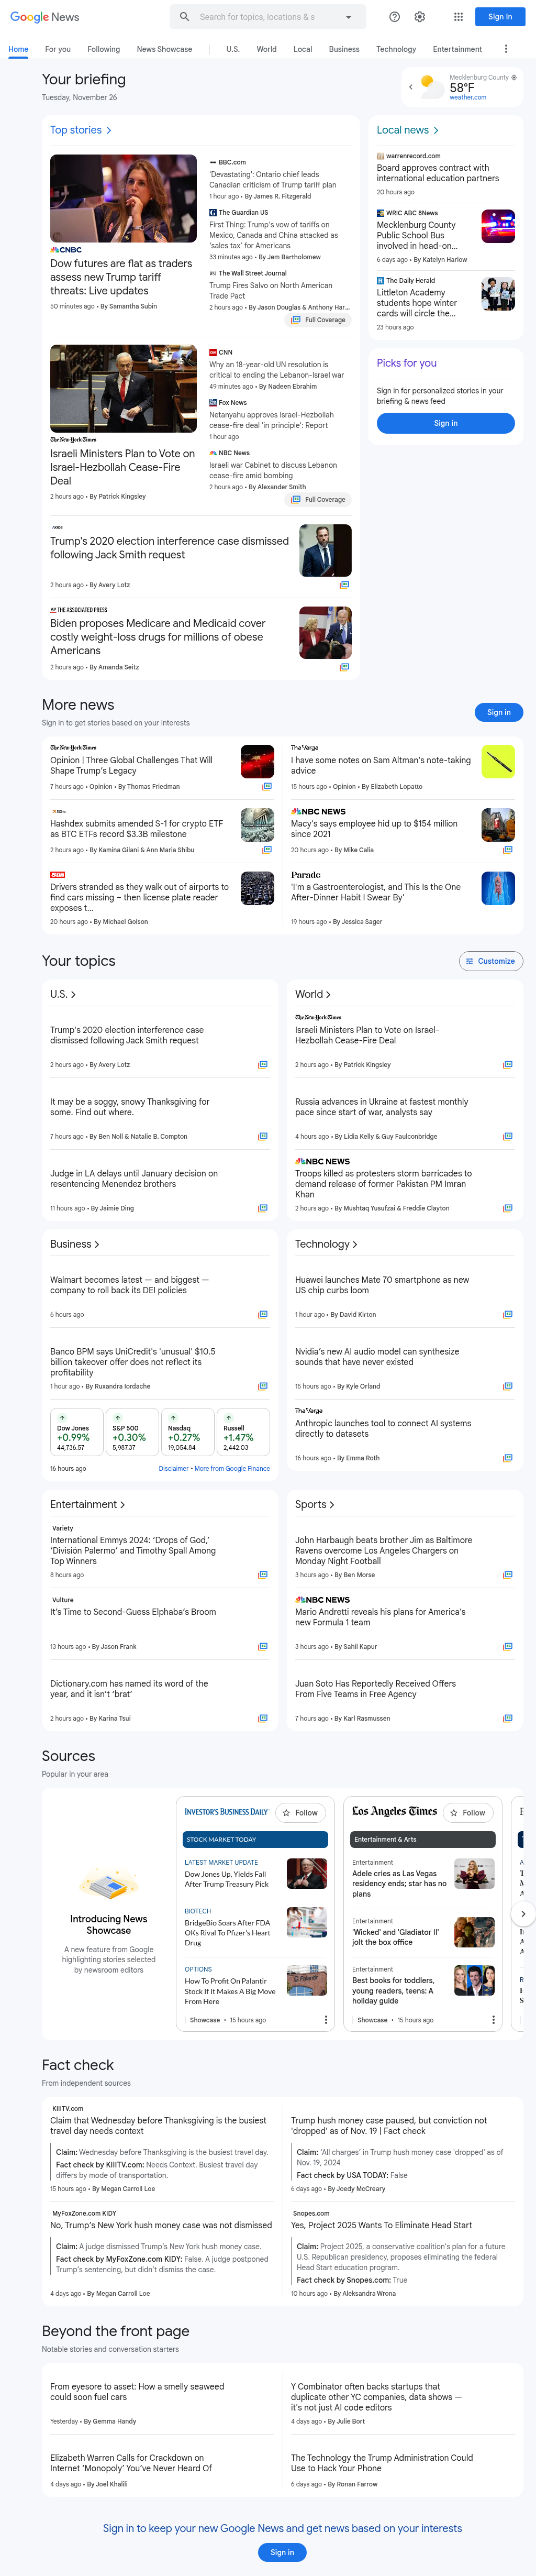 Google News
Search for topics, locations & s
Sign in
Home
For you
Following
News Showcase
U.S.
World
Local
Business
Technology
Entertainment
Your briefing
Tuesday, November 26
Mecklenburg County
58°F
weather.com
Top stories
CNBC
Dow futures are flat as traders
assess new Trump tariff
threats: Live updates
50 minutes ago • By Samantha Subin
BBC.com
'Devastating': Ontario chief leads
Canadian criticism of Trump tariff plan
1 hour ago • By James R. Fitzgerald
The Guardian US
First Thing: Trump's vow of tariffs on
Mexico, Canada and China attacked as
'sales tax' for Americans
33 minutes ago • By Jem Bartholomew
The Wall Street Journal
Trump Fires Salvo on North American
Trade Pact
2 hours ago • By Jason Douglas & Anthony Har...
Full Coverage
The New York Times
Israeli Ministers Plan to Vote on
Israel-Hezbollah Cease-Fire
Deal
2 hours ago • By Patrick Kingsley
CNN
Why an 18-year-old UN resolution is
critical to ending the Lebanon-Israel war
49 minutes ago • By Nadeen Ebrahim
Fox News
Netanyahu approves Israel-Hezbollah
cease-fire deal 'in principle': Report
1 hour ago
NBC News
Israeli war Cabinet to discuss Lebanon
cease-fire amid bombing
2 hours ago • By Alexander Smith
Full Coverage
Trump's 2020 election interference case dismissed
following Jack Smith request
2 hours ago • By Avery Lotz
AP THE ASSOCIATED PRESS
Biden proposes Medicare and Medicaid cover
costly weight-loss drugs for millions of obese
Americans
2 hours ago • By Amanda Seitz
Local news
warrenrecord.com
Board approves contract with
international education partners
20 hours ago
WRIC ABC 8News
Mecklenburg County
Public School Bus
involved in head-on...
6 days ago • By Katelyn Harlow
The Daily Herald
Littleton Academy
students hope winter
cards will circle the...
23 hours ago
Picks for you
Sign in for personalized stories in your
briefing & news feed
Sign in
More news
Sign in to get stories based on your interests
Sign in
The New York Times
Opinion | Three Global Challenges That Will
Shape Trump's Legacy
7 hours ago • Opinion • By Thomas Friedman
Hashdex submits amended S-1 for crypto ETF
as BTC ETFs record $3.3B milestone
2 hours ago • By Kamina Gilani & Ann Maria Shibu
Sun
Drivers stranded as they walk out of airports to
find cars missing – then license plate reader
exposes t...
20 hours ago • By Michael Golson
The Verge
I have some notes on Sam Altman's note-taking
advice
15 hours ago • Opinion • By Elizabeth Lopatto
NBC NEWS
Macy's says employee hid up to $154 million
since 2021
20 hours ago • By Mike Calia
Parade
'I'm a Gastroenterologist, and This Is the One
After-Dinner Habit I Swear By'
19 hours ago • By Jessica Sager
Your topics
Customize
U.S.
Trump's 2020 election interference case
dismissed following Jack Smith request
2 hours ago • By Avery Lotz
It may be a soggy, snowy Thanksgiving for
some. Find out where.
7 hours ago • By Ben Noll & Natalie B. Compton
Judge in LA delays until January decision on
resentencing Menendez brothers
11 hours ago • By Jaimie Ding
World
The New York Times
Israeli Ministers Plan to Vote on Israel-
Hezbollah Cease-Fire Deal
2 hours ago • By Patrick Kingsley
Russia advances in Ukraine at fastest monthly
pace since start of war, analysts say
4 hours ago • By Lidia Kelly & Guy Faulconbridge
NBC NEWS
Troops killed as protesters storm barricades to
demand release of former Pakistan PM Imran
Khan
2 hours ago • By Mushtaq Yusufzai & Freddie Clayton
Business
Walmart becomes latest — and biggest —
company to roll back its DEI policies
6 hours ago
Banco BPM says UniCredit's 'unusual' $10.5
billion takeover offer does not reflect its
profitability
1 hour ago • By Ruxandra Iordache
Dow Jones
+0.99%
44,736.57
S&P 500
+0.30%
5,987.37
Nasdaq
+0.27%
19,054.84
Russell
+1.47%
2,442.03
16 hours ago
Disclaimer • More from Google Finance
Technology
Huawei launches Mate 70 smartphone as new
US chip curbs loom
1 hour ago • By David Kirton
Nvidia's new AI audio model can synthesize
sounds that have never existed
15 hours ago • By Kyle Orland
The Verge
Anthropic launches tool to connect AI systems
directly to datasets
16 hours ago • By Emma Roth
Entertainment
Variety
International Emmys 2024: 'Drops of God,'
'División Palermo' and Timothy Spall Among
Top Winners
8 hours ago
Vulture
It's Time to Second-Guess Elphaba's Broom
13 hours ago • By Jason Frank
Dictionary.com has named its word of the
year, and it isn't 'brat'
2 hours ago • By Karina Tsui
Sports
John Harbaugh beats brother Jim as Baltimore
Ravens overcome Los Angeles Chargers on
Monday Night Football
3 hours ago • By Ben Morse
NBC NEWS
Mario Andretti reveals his plans for America's
new Formula 1 team
3 hours ago • By Sahil Kapur
Juan Soto Has Reportedly Received Offers
From Five Teams in Free Agency
7 hours ago • By Karl Rasmussen
Sources
Popular in your area
Introducing News
Showcase
A new feature from Google
highlighting stories selected
by newsroom editors
INVESTOR'S BUSINESS DAILY
Follow
STOCK MARKET TODAY
LATEST MARKET UPDATE
Dow Jones Up, Yields Fall
After Trump Treasury Pick
BIOTECH
BridgeBio Soars After FDA
OKs Rival To Pfizer's Heart
Drug
OPTIONS
How To Profit On Palantir
Stock If It Makes A Big Move
From Here
Showcase • 15 hours ago
Los Angeles Times
Follow
Entertainment & Arts
Entertainment
Adele cries as Las Vegas
residency ends; star has no
plans
Entertainment
'Wicked' and 'Gladiator II'
jolt the box office
Entertainment
Best books for toddlers,
young readers, teens: A
holiday guide
Showcase • 15 hours ago
Fact check
From independent sources
KIIITV.com
Claim that Wednesday before Thanksgiving is the busiest
travel day needs context
Claim: Wednesday before Thanksgiving is the busiest travel day.
Fact check by KIIITV.com: Needs Context. Busiest travel day
differs by mode of transportation.
15 hours ago • By Megan Carroll Loe
MyFoxZone.com KIDY
No, Trump's New York hush money case was not dismissed
Claim: A judge dismissed Trump's New York hush money case.
Fact check by MyFoxZone.com KIDY: False. A judge postponed
Trump's sentencing, but didn't dismiss the case.
4 days ago • By Megan Carroll Loe
Trump hush money case paused, but conviction not
'dropped' as of Nov. 19 | Fact check
Claim: 'All charges' in Trump hush money case 'dropped' as of
Nov. 19, 2024
Fact check by USA TODAY: False
6 days ago • By Joedy McCreary
Snopes.com
Yes, Project 2025 Wants To Eliminate Head Start
Claim: Project 2025, a conservative coalition's plan for a future
U.S. Republican presidency, proposes eliminating the federal
Head Start education program.
Fact check by Snopes.com: True
10 hours ago • By Aleksandra Wrona
Beyond the front page
Notable stories and conversation starters
From eyesore to asset: How a smelly seaweed
could soon fuel cars
Yesterday • By Gemma Handy
Elizabeth Warren Calls for Crackdown on
Internet 'Monopoly' You've Never Heard Of
4 days ago • By Joel Khalili
Y Combinator often backs startups that
duplicate other YC companies, data shows —
it's not just AI code editors
4 days ago • By Julie Bort
The Technology the Trump Administration Could
Use to Hack Your Phone
6 days ago • By Ronan Farrow
Sign in to keep your new Google News and get news based on your interests
Sign in